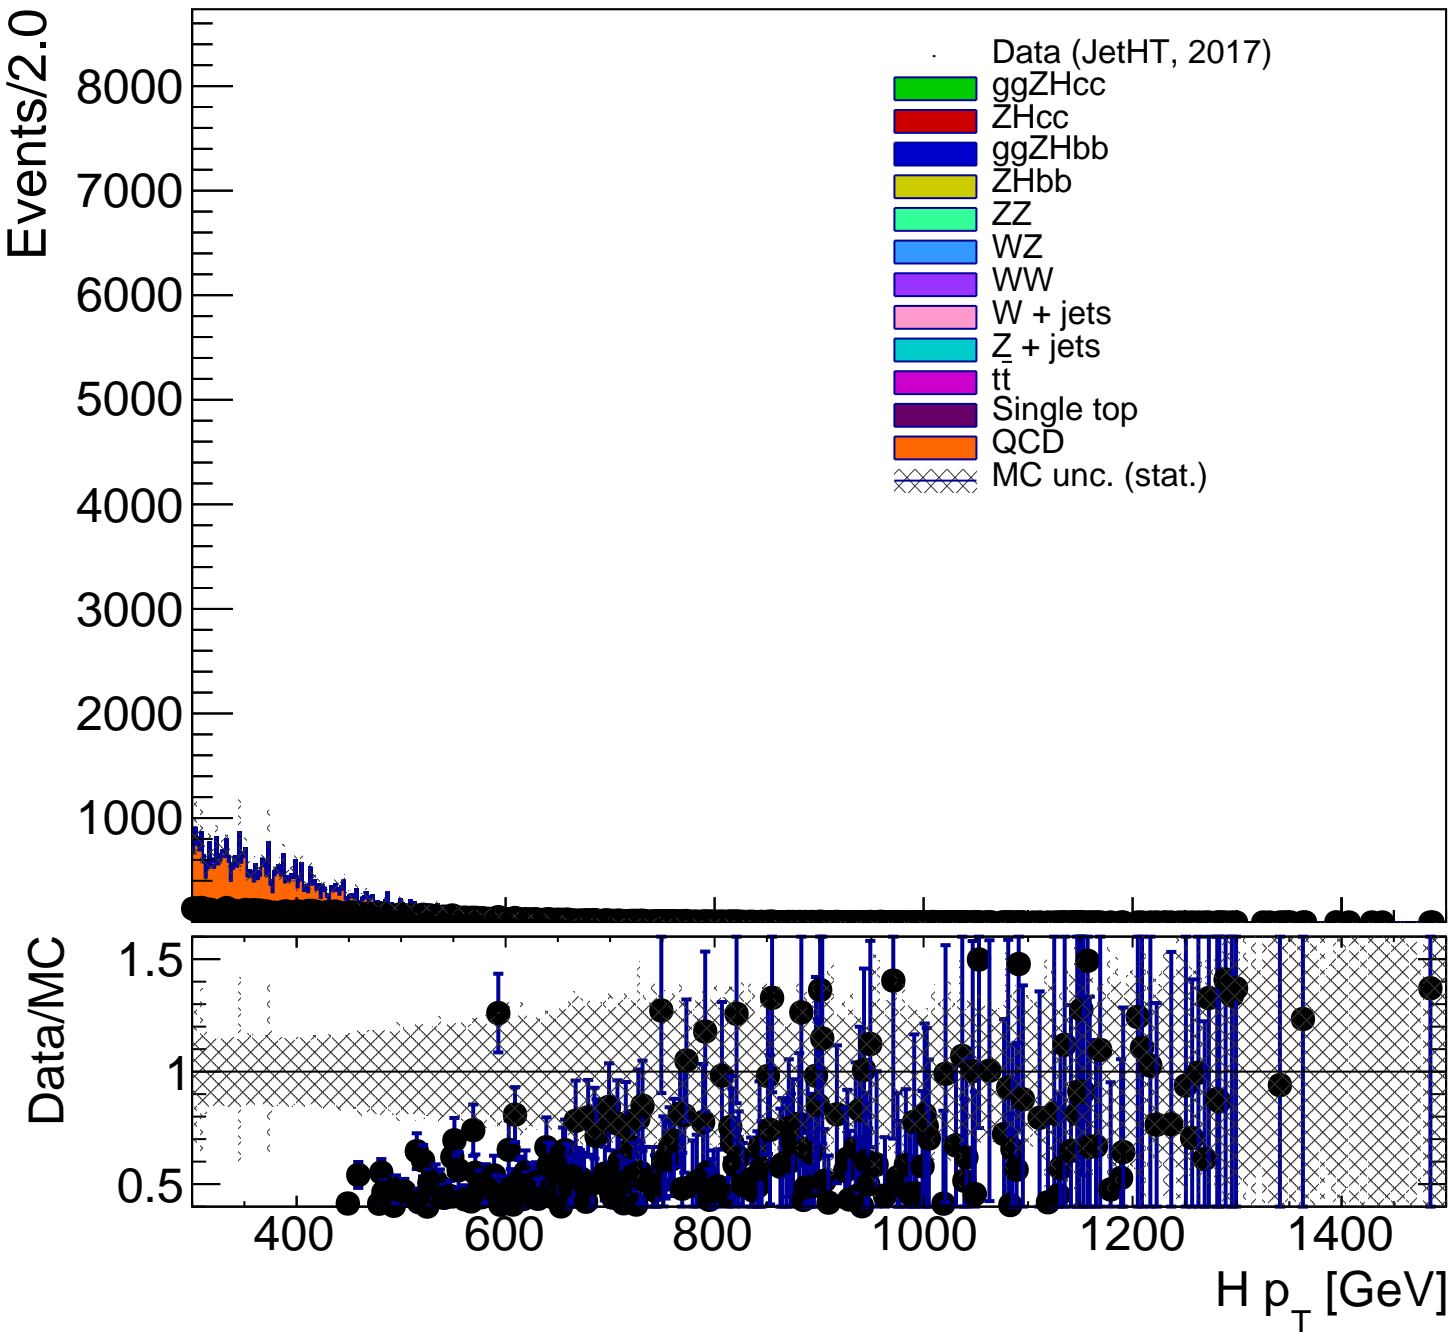 Events/2.0
8000
7000
6000
5000
4000
3000
2000
1000
Data (JetHT, 2017)
ggZHcc
ZHcc
ggZHbb
ZHbb
ZZ
WZ
WW
W + jets
Z + jets
tt̄
Single top
QCD
MC unc. (stat.)
Data/MC
1.5
1
0.5
400 600 800 1000 1200 1400
H p_T [GeV]